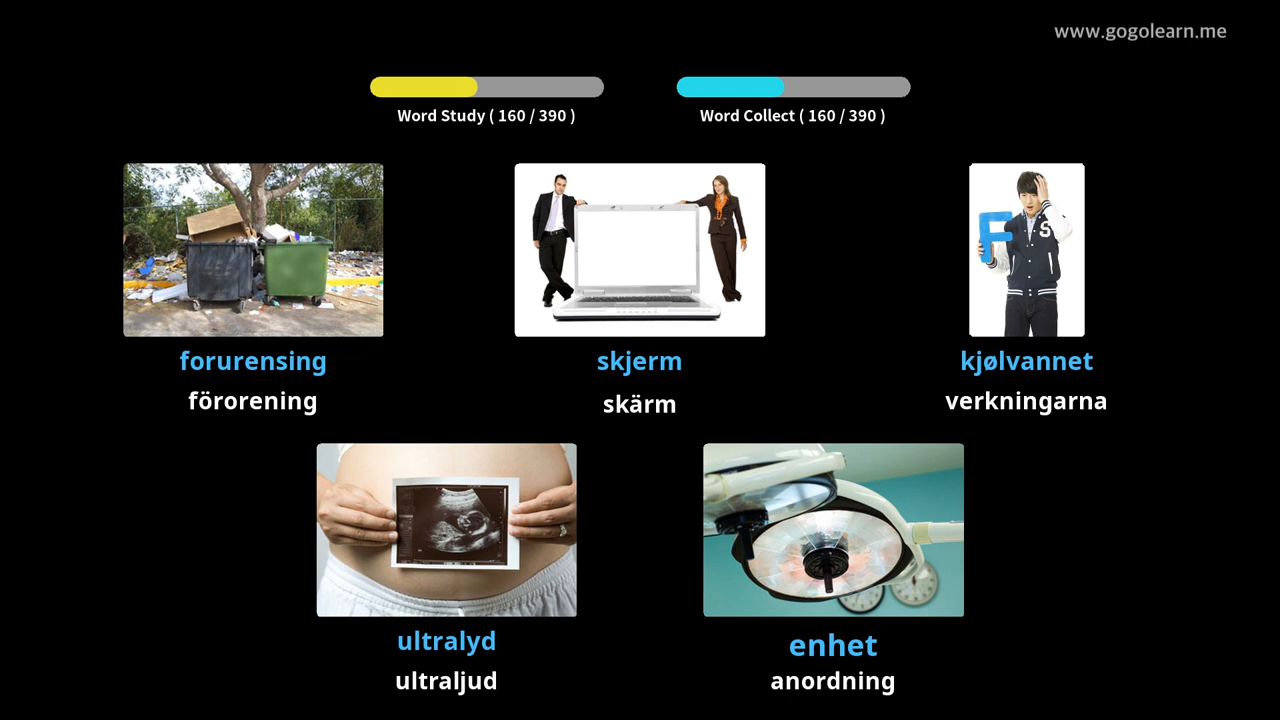 www.gogolearn.me
Word Study ( 160 / 390 )
Word Collect ( 160 / 390 )
S
F
forurensing
förorening
skjerm
skärm
kjølvannet
verkningarna
ultralyd
ultraljud
enhet
anordning